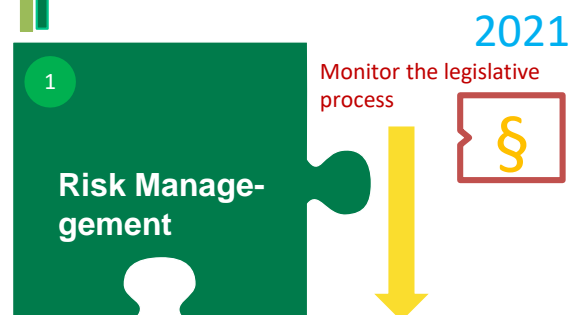 2021
1
Monitor the legislative
process
§
Risk Manage-
gement